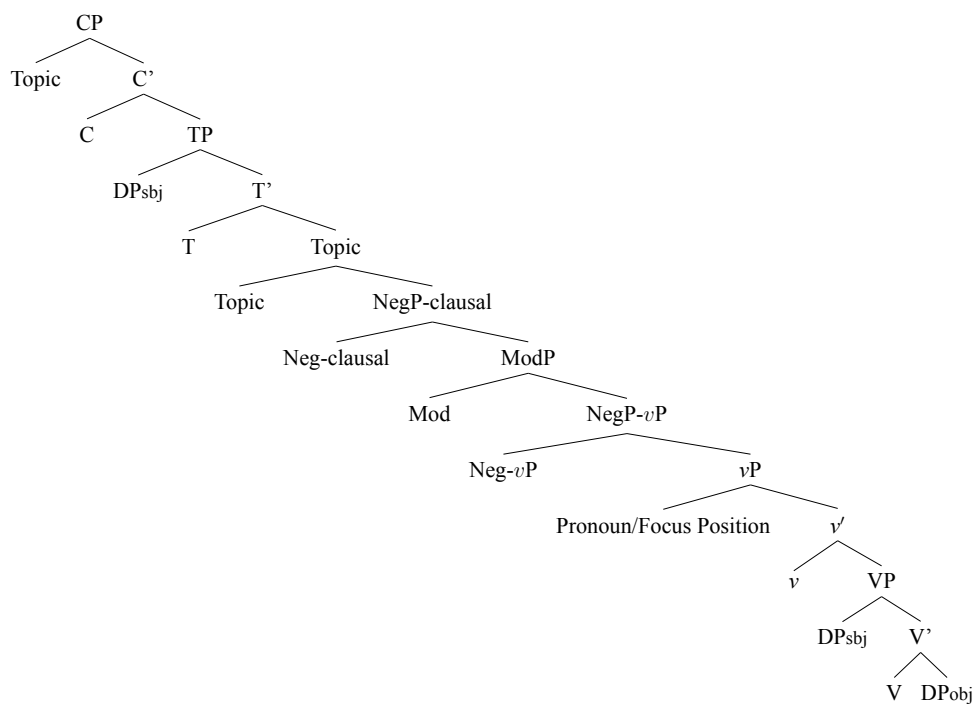 CP
Topic C’
C TP
DPsbj T’
T Topic
Topic NegP-clausal
Neg-clausal ModP
Mod NegP-vP
Neg-vP vP
Pronoun/Focus Position v′
v VP
DPsbj V’
V DPobj